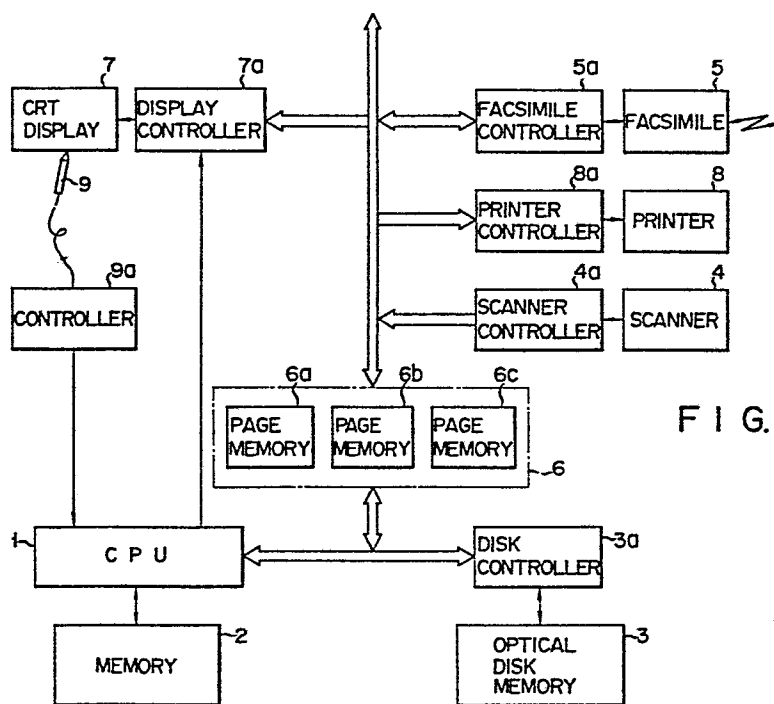 7
7a
5a
5
CRT
DISPLAY
DISPLAY
CONTROLLER
FACSIMILE
CONTROLLER
FACSIMILE
9
8a
8
PRINTER
CONTROLLER
PRINTER
9a
4a
4
CONTROLLER
SCANNER
CONTROLLER
SCANNER
6a
6b
6c
PAGE
MEMORY
PAGE
MEMORY
PAGE
MEMORY
6
FIG.
1
CPU
DISK
CONTROLLER
3a
2
MEMORY
3
OPTICAL
DISK
MEMORY